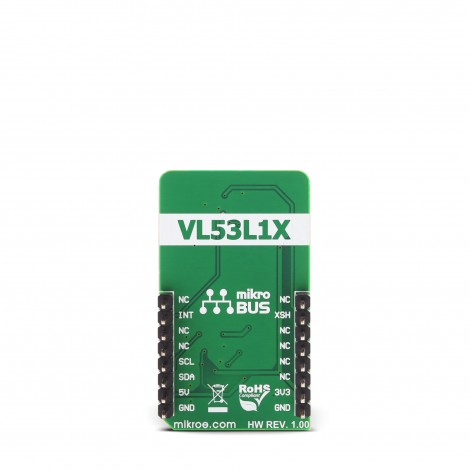 VL53L1X
mikro
BUS
NC NC
INT XSH
NC NC
NC NC
SCL NC
SDA NC
5V 3V3
GND GND
RoHS
Compliant
mikroe.com HW REV. 1.00